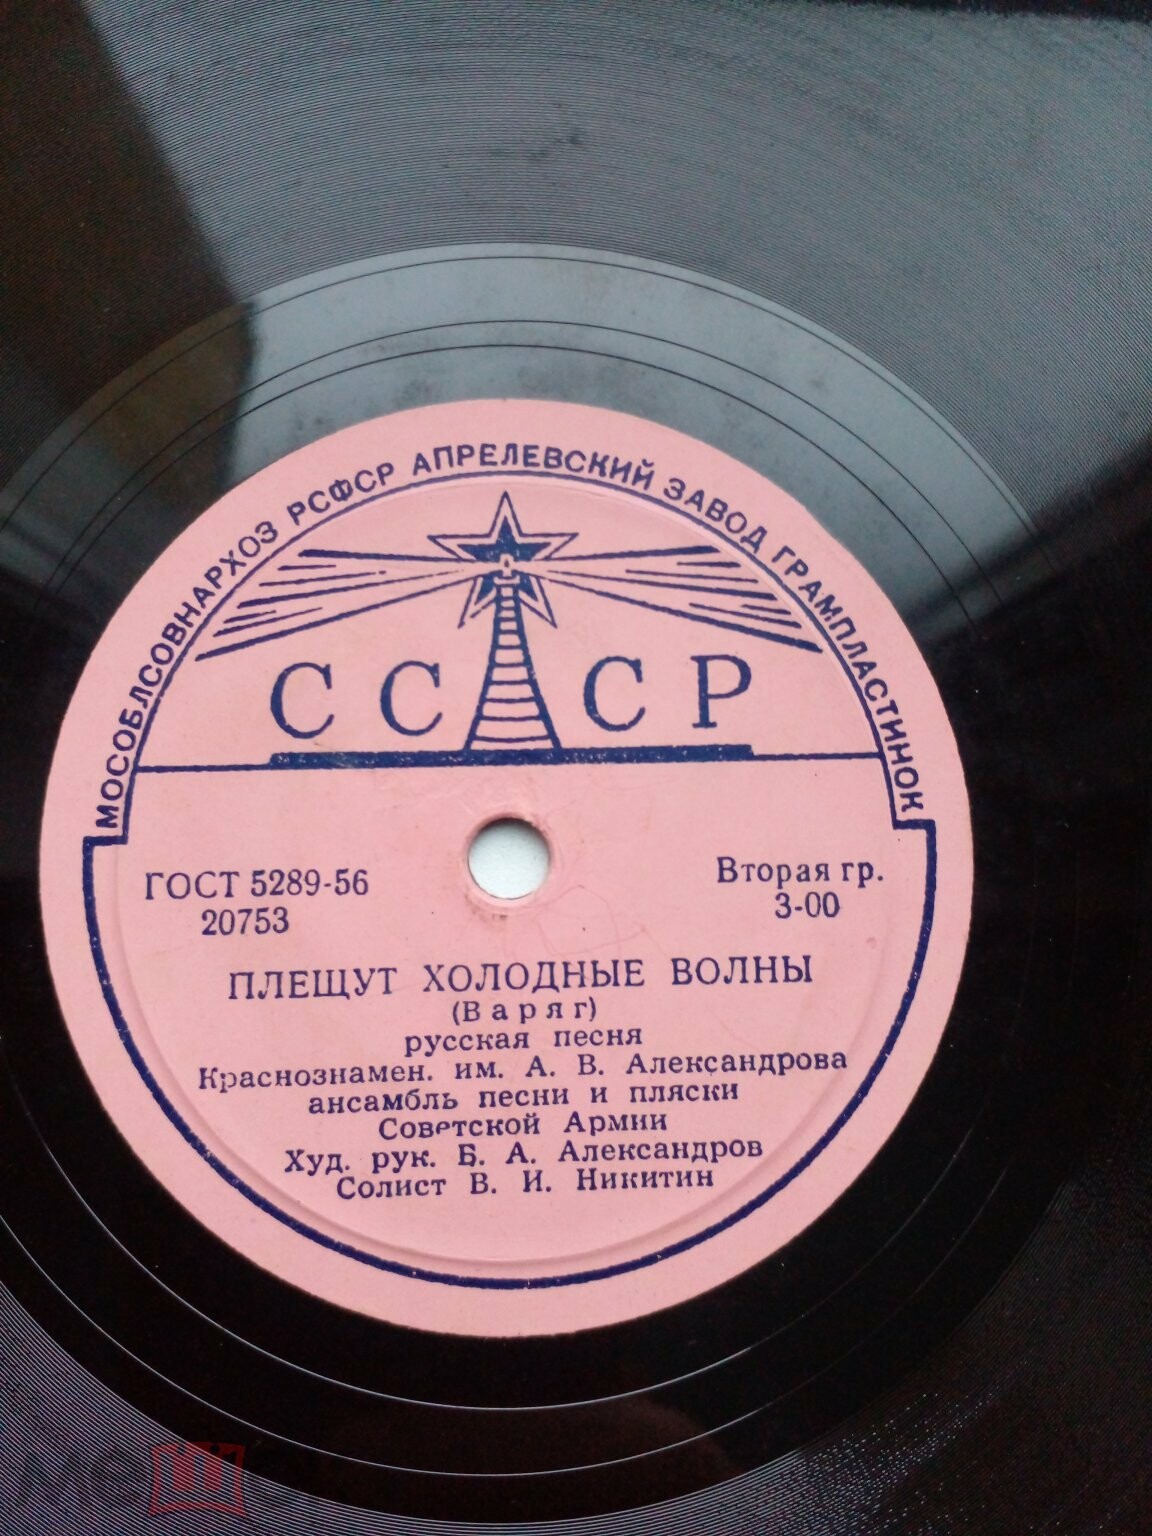 МОСОБЛСОВНАРХОЗ РСФСР АПРЕЛЕВСКИЙ ЗАВОД ГРАМПЛАСТИНОК
СССР
ГОСТ 5289-56
20753
Вторая гр.
3-00
ПЛЕЩУТ ХОЛОДНЫЕ ВОЛНЫ
(Варяг)
русская песня
Краснознамен. им. А. В. Александрова
ансамбль песни и пляски
Советской Армии
Худ. рук. Б. А. Александров
Солист В. И. Никитин